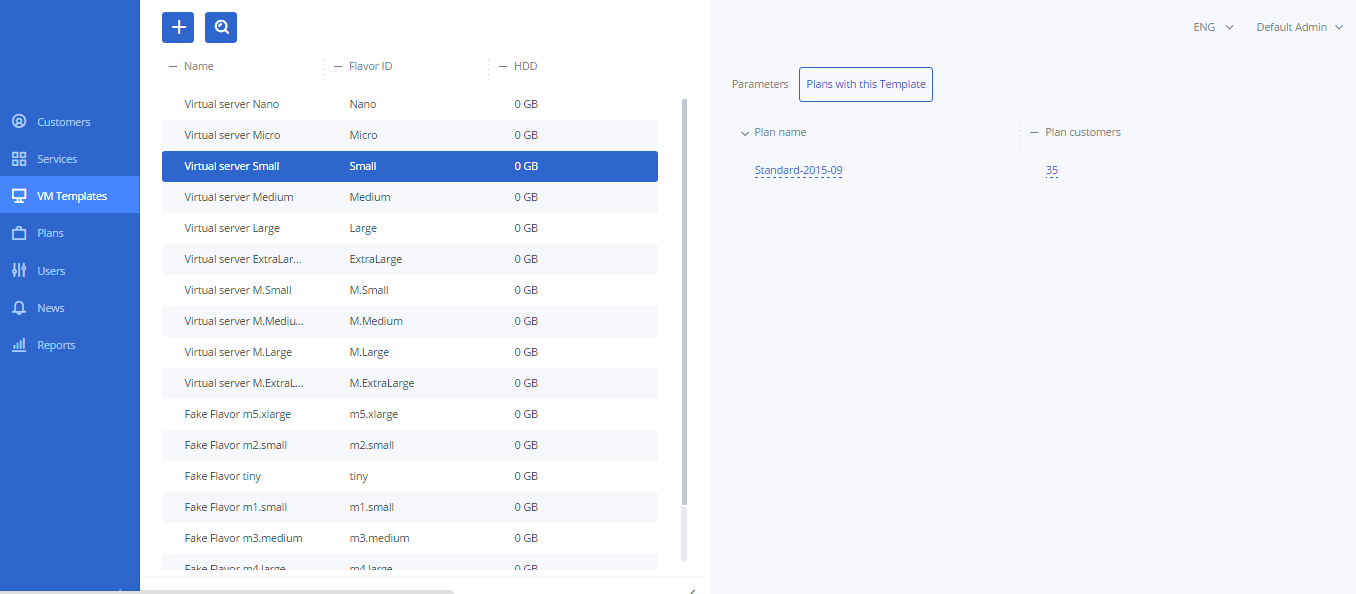 ENG
Default Admin
Customers
Services
VM Templates
Plans
Users
News
Reports
Name Flavor ID HDD
Virtual server Nano Nano 0 GB
Virtual server Micro Micro 0 GB
Virtual server Small Small 0 GB
Virtual server Medium Medium 0 GB
Virtual server Large Large 0 GB
Virtual server ExtraLar... ExtraLarge 0 GB
Virtual server M.Small M.Small 0 GB
Virtual server M.Mediu... M.Medium 0 GB
Virtual server M.Large M.Large 0 GB
Virtual server M.ExtraL... M.ExtraLarge 0 GB
Fake Flavor m5.xlarge m5.xlarge 0 GB
Fake Flavor m2.small m2.small 0 GB
Fake Flavor tiny tiny 0 GB
Fake Flavor m1.small m1.small 0 GB
Fake Flavor m3.medium m3.medium 0 GB
Fake Flavor m4.large m4.large 0 GB
Parameters Plans with this Template
Plan name Plan customers
Standard-2015-09 35